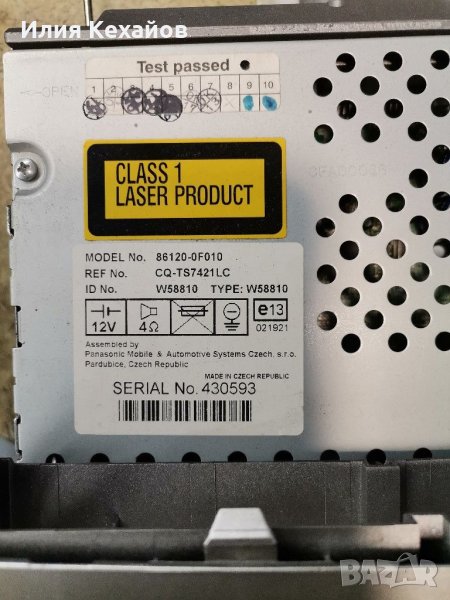 Илия Кехайов
Test passed
OPEN
1 2 3 4 5 6 7 8 9 10
CLASS 1
LASER PRODUCT
MODEL No. 86120-0F010
REF No. CQ-TS7421LC
ID No. W58810 TYPE: W58810
12V 4Ω e13
021921
Assembled by
Panasonic Mobile & Automotive Systems Czech, s.r.o.
Pardubice, Czech Republic
MADE IN CZECH REPUBLIC
SERIAL No. 430593
BAZAR